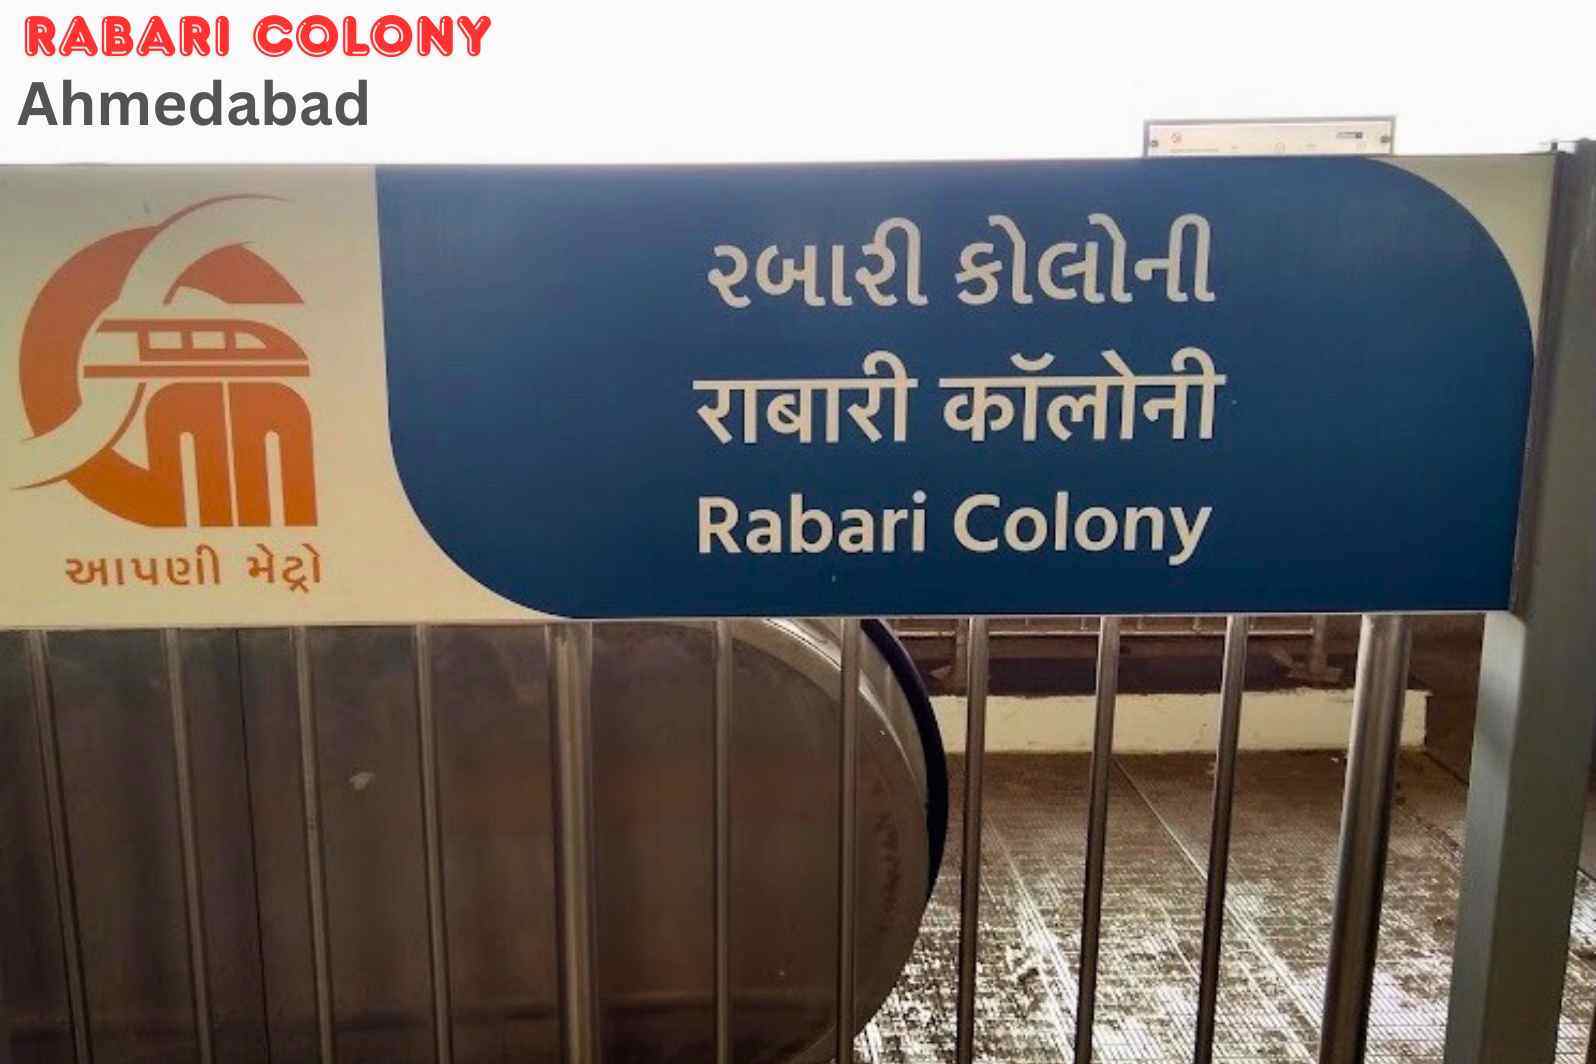 RABARI COLONY
Ahmedabad
રબારી કોલોની
राबारी कॉलोनी
Rabari Colony
આપણી મેટ્રો